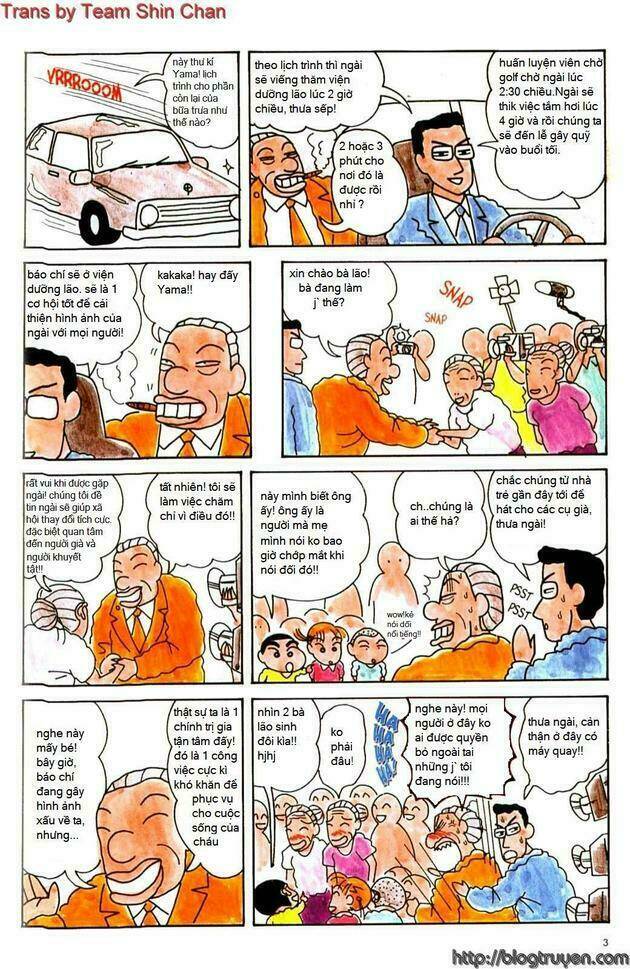 Trans by Team Shin Chan
VRRROOOM
này thư kí
Yama! lịch
trình cho phần
còn lại của
bữa trưa như
thế nào?
theo lịch trình thì ngài
sẽ viếng thăm viện
dưỡng lão lúc 2 giờ
chiều, thưa sếp!
2 hoặc 3
phút cho
nơi đó là
được rồi
nhỉ ?
huấn luyện viên chờ
golf chờ ngài lúc
2:30 chiều.Ngài sẽ
thik việc tắm hơi lúc
4 giờ và rồi chúng ta
sẽ đến lễ gây quỹ
vào buổi tối.
báo chí sẽ ở viện
dưỡng lão. sẽ là 1
cơ hội tốt để cải
thiện hình ảnh của
ngài với mọi người!
kakaka! hay đấy
Yama!!
xin chào bà lão!
bà đang làm
j` thế?
SNAP
SNAP
rất vui khi được gặp
ngài! chúng tôi đề
tin ngài sẽ giúp xã
hội thay đổi tích cực.
đặc biệt quan tâm
đến người già và
người khuyết
tật!!
tất nhiên! tôi sẽ
làm việc chăm
chỉ vì điều đó!!
này mình biết ông
ấy! ông ấy là
người mà mẹ
mình nói ko bao
giờ chớp mắt khi
nói dối đó!!
wow!kẻ
nói dối
nổi tiếng!!
ch..chúng là
ai thế hả?
chắc chúng từ nhà
trẻ gần đây tới để
hát cho các cụ già,
thưa ngài!
PSST
PSST
nghe này
mấy bé!
bây giờ,
báo chí
đang gây
hình ảnh
xấu về ta,
nhưng...
thật sự ta là 1
chính trị gia
tận tâm đấy!
đó là 1 công
việc cực kì
khó khăn để
phục vụ
cho cuộc
sống của
cháu
nhìn 2 bà
lão sinh
đôi kìa!!
hjhj
ko
phải
đâu!
HA
HA
HA
HA!
nghe này! mọi
người ở đây ko
ai được quyền
bỏ ngoài tai
những j` tôi
đang nói!!!
thưa ngài, cản
thận ở đây có
máy quay!!
3
http://blogtruyen.com